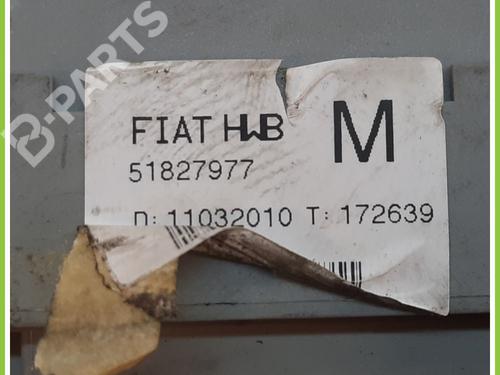 B-PARTS
FIAT HWB M
51827977
D: 11032010 T: 172639